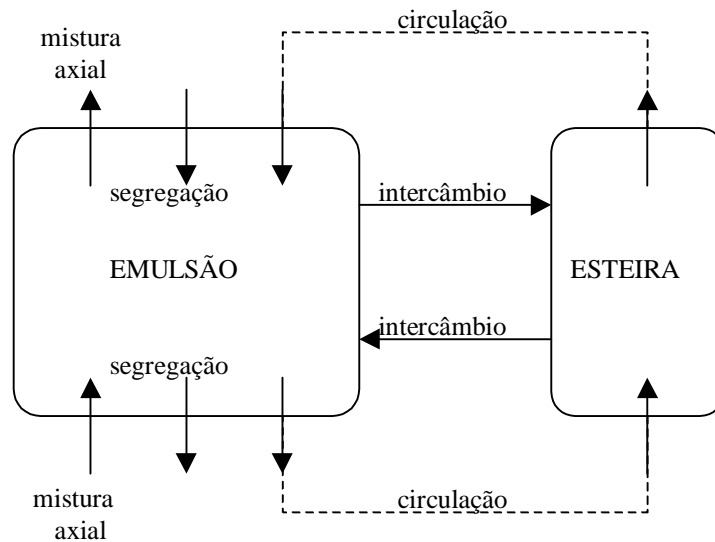 circulação
mistura
axial
segregação
intercâmbio
EMULSÃO
ESTEIRA
intercâmbio
segregação
mistura
axial
circulação